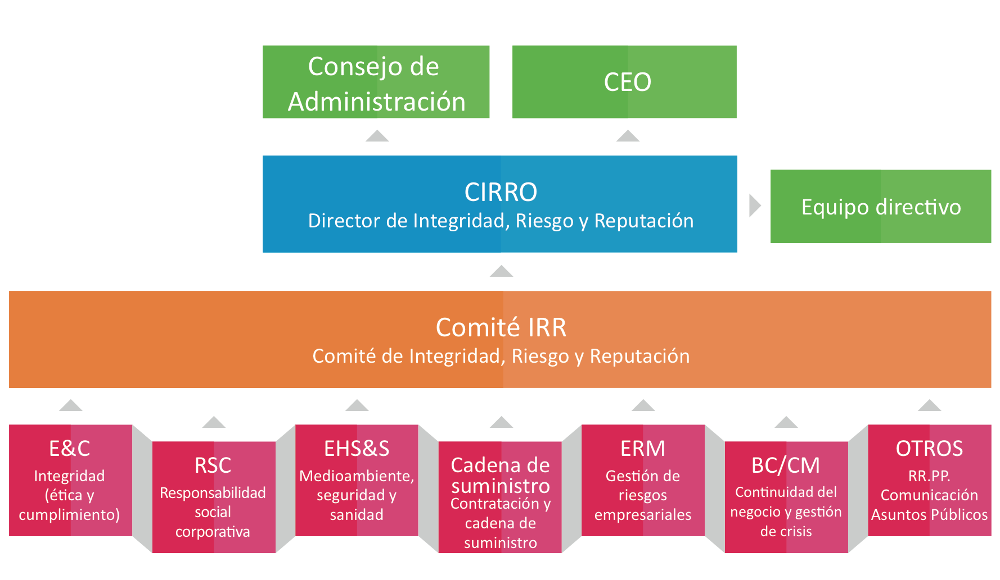 Consejo de
Administración
CEO
CIRRO
Director de Integridad, Riesgo y Reputación
Equipo directivo
Comité IRR
Comité de Integridad, Riesgo y Reputación
E&C
Integridad
(ética y
cumplimiento)
RSC
Responsabilidad
social
corporativa
EHS&S
Medioambiente,
seguridad y
sanidad
Cadena de
suministro
Contratación y
cadena de
suministro
ERM
Gestión de
riesgos
empresariales
BC/CM
Continuidad del
negocio y gestión
de crisis
OTROS
RR.PP.
Comunicación
Asuntos Públicos